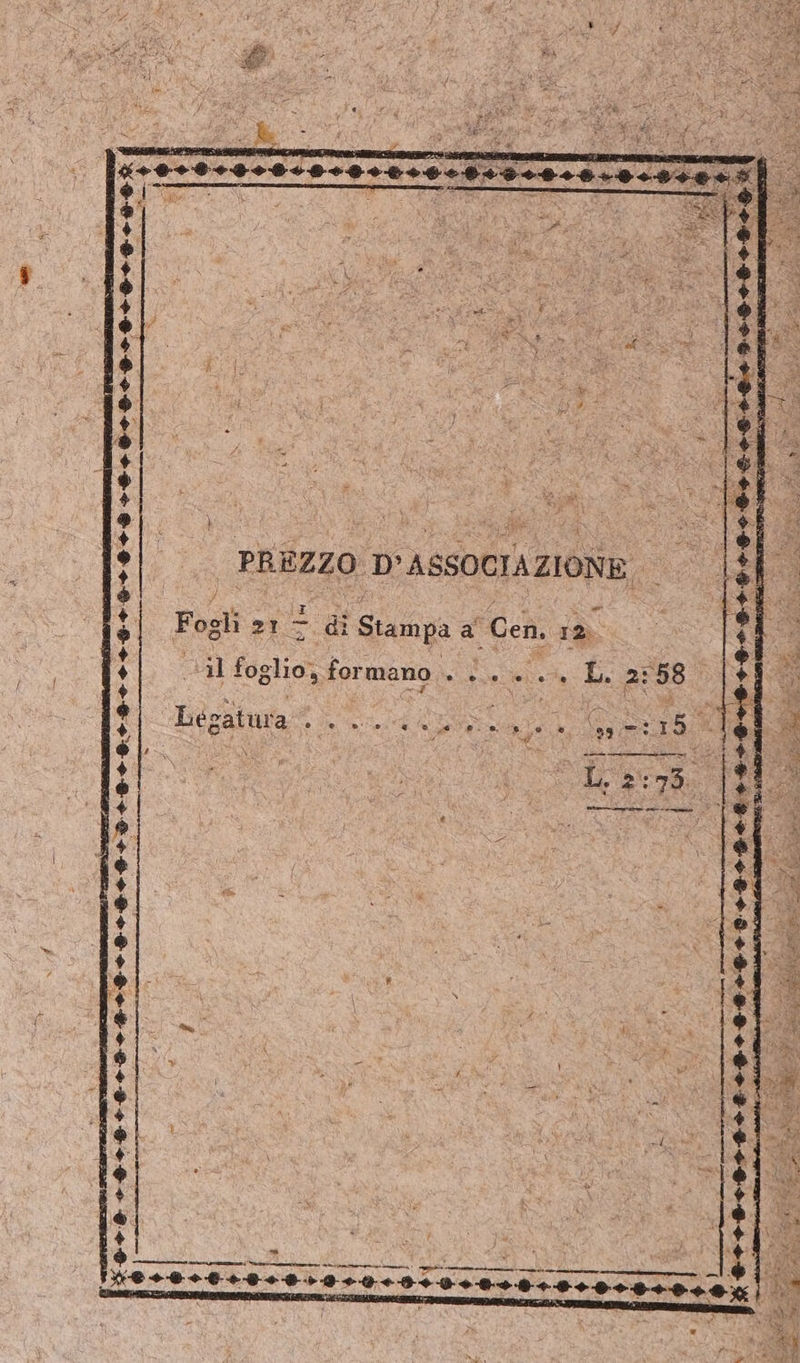 PREZZO D'ASSOCIAZIONE
Fogli 21 ½ di Stampa a Cen. 12
il foglio, formano . . . . . . . L. 2:58
Legatura . . . . . . . . . . . . „ -:15
L. 2:73